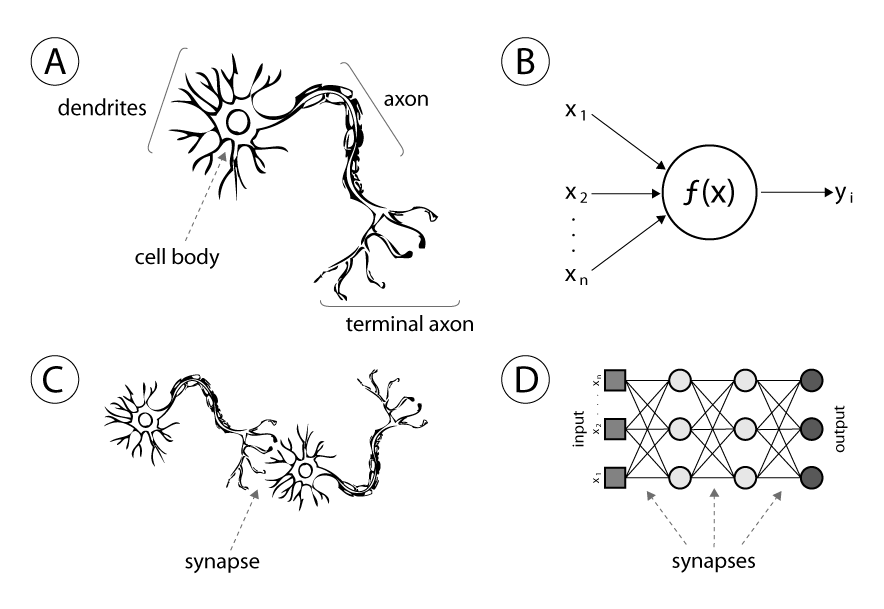 A
dendrites
axon
cell body
terminal axon
B
x1
x2
.
.
.
.
xn
f(x)
yi
C
synapse
D
input
x1 x2 . . . xn
output
synapses